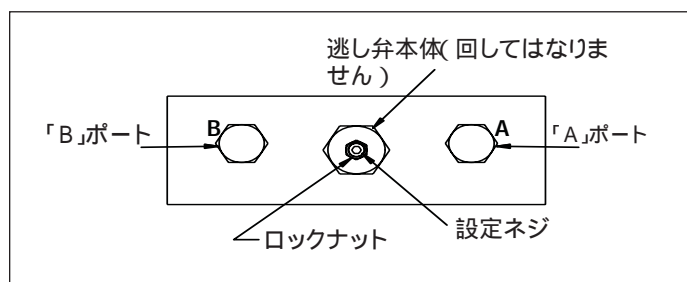 逃し弁本体（回してはなりま
せん）
「B」ポート
B
A
「A」ポート
ロックナット
設定ネジ